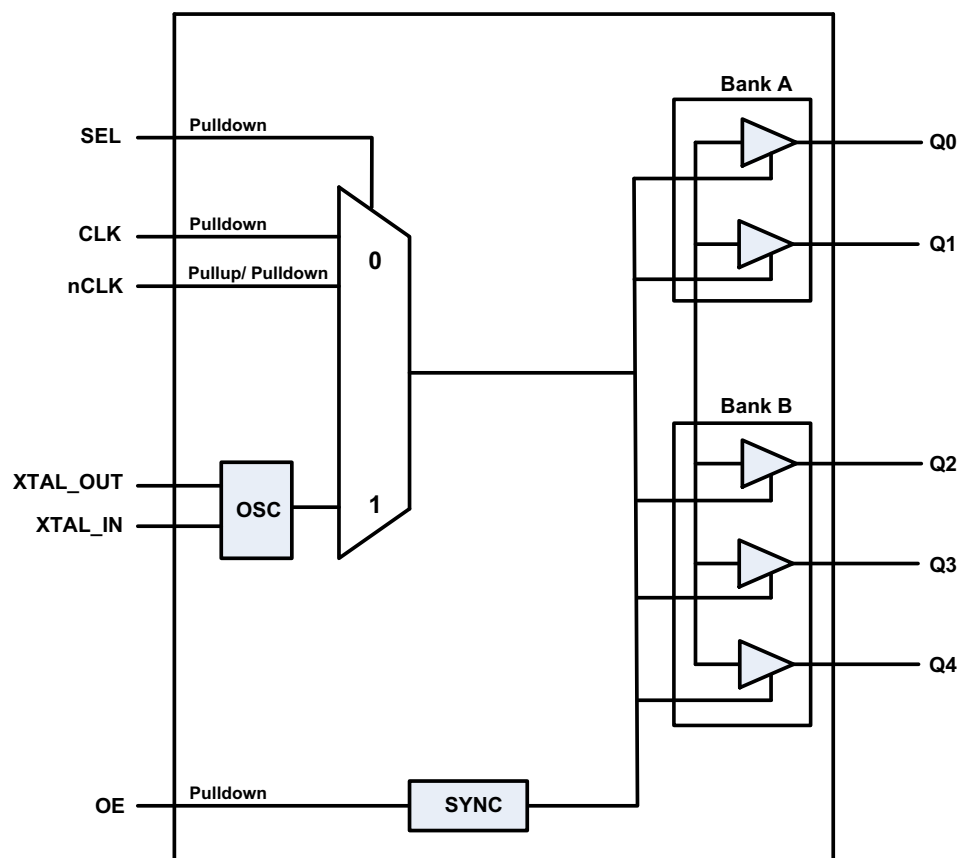 Bank A
SEL
Pulldown
Q0
CLK
Pulldown
0
Q1
nCLK
Pullup/ Pulldown
Bank B
XTAL_OUT
OSC
1
Q2
XTAL_IN
Q3
Q4
OE
Pulldown
SYNC